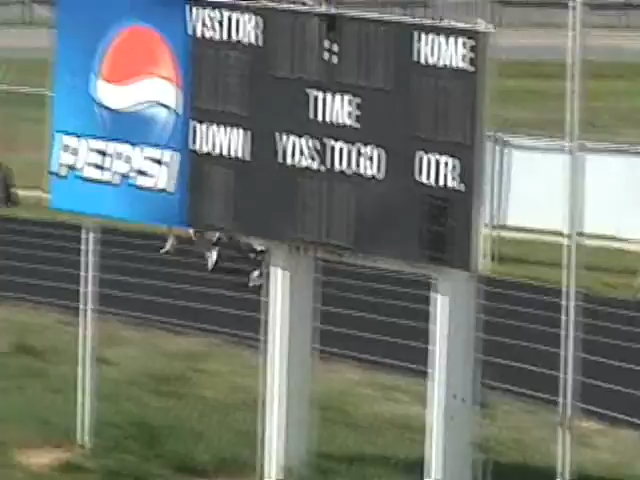 VISITOR HOME
:
TIME
DOWN YDS. TO GO QTR.
PEPSI